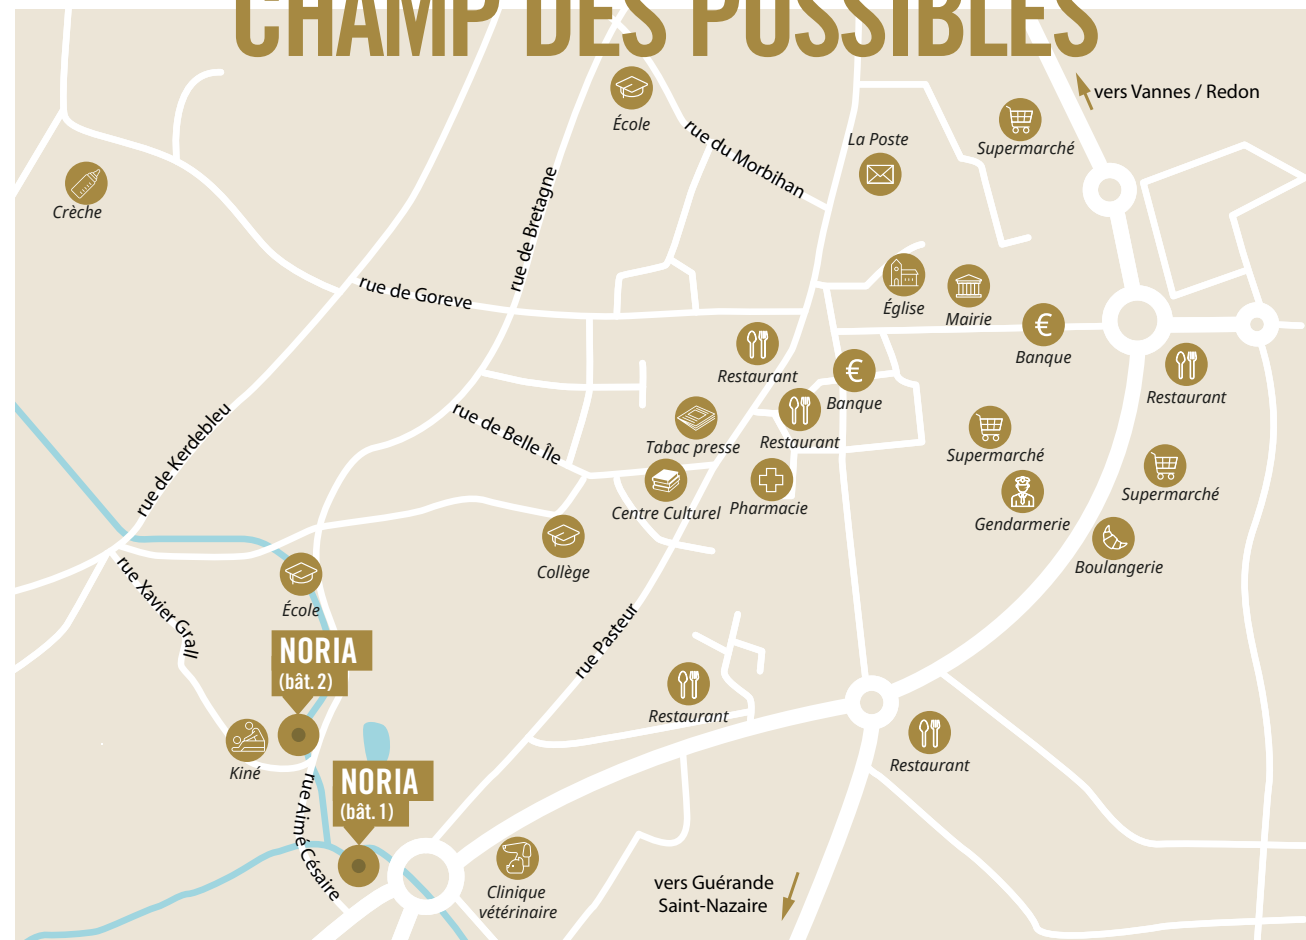 CHAMP DES POSSIBLES
vers Vannes / Redon
École
rue du Morbihan
La Poste
Supermarché
Crèche
rue de Bretagne
rue de Goreve
Église
Mairie
€
Banque
Restaurant
€
Banque
Restaurant
rue de Kerdebleu
rue de Belle Île
Tabac presse
Restaurant
Supermarché
Supermarché
Centre Culturel
Pharmacie
Gendarmerie
Collège
Boulangerie
rue Xavier Grall
École
rue Pasteur
NORIA
(bât. 2)
Restaurant
Kiné
Restaurant
NORIA
(bât. 1)
rue Aimé Césaire
Clinique
vétérinaire
vers Guérande
Saint-Nazaire